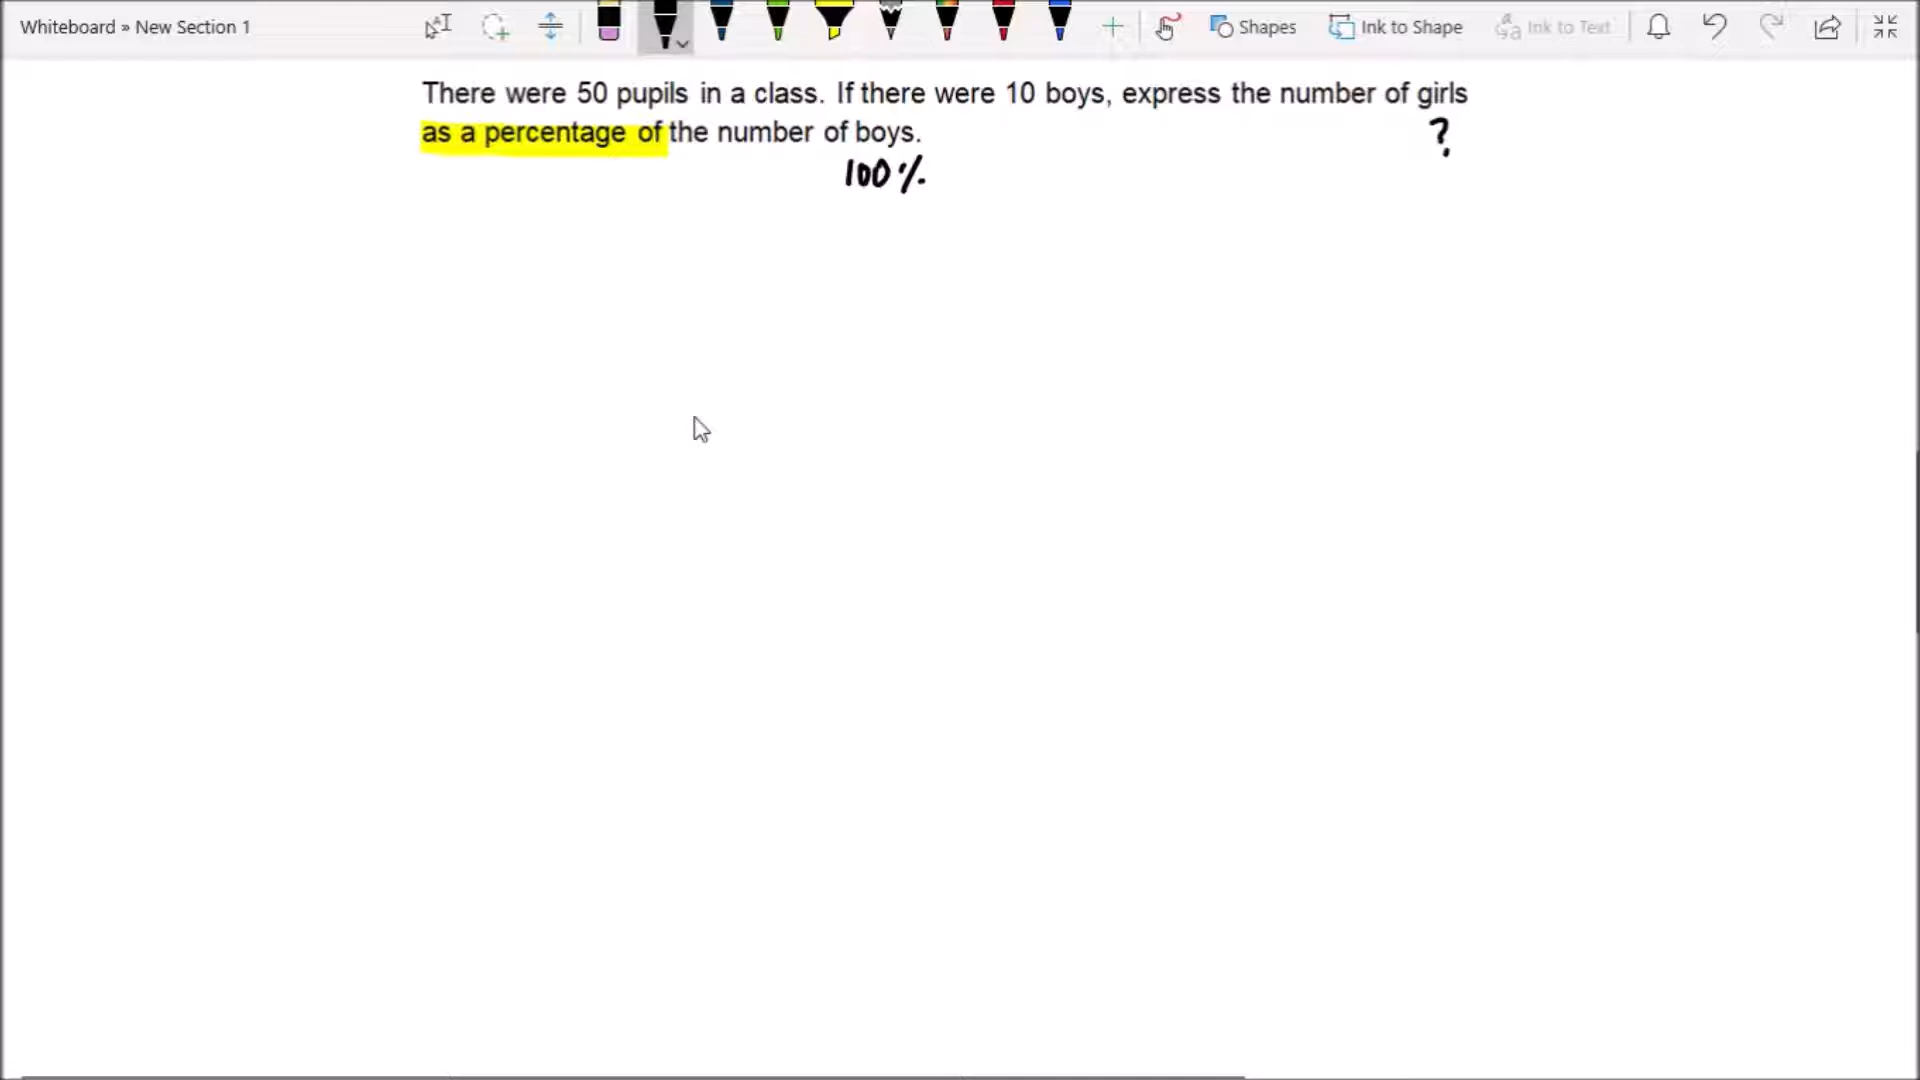 Whiteboard » New Section 1
Shapes
Ink to Shape
Ink to Text
There were 50 pupils in a class. If there were 10 boys, express the number of girls
as a percentage of the number of boys.
?
100%